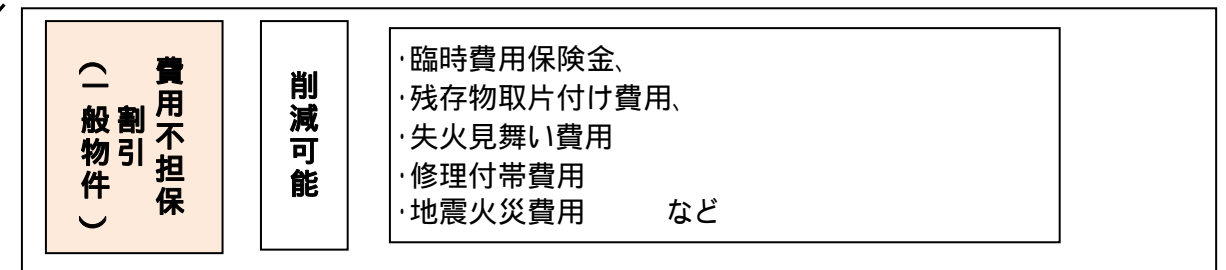 費用不担保
割引
（一般物件）
削減可能
・臨時費用保険金、
・残存物取片付け費用、
・失火見舞い費用
・修理付帯費用
・地震火災費用　　　など